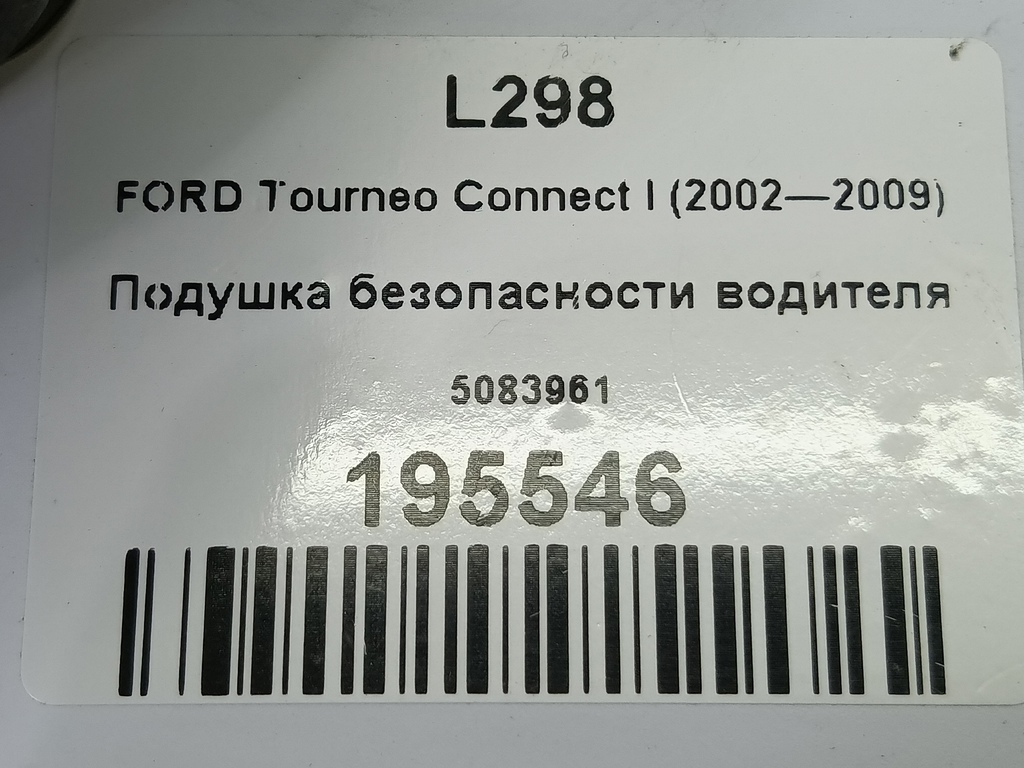 L298
FORD Tourneo Connect I (2002—2009)
Подушка безопасности водителя
5083961
195546